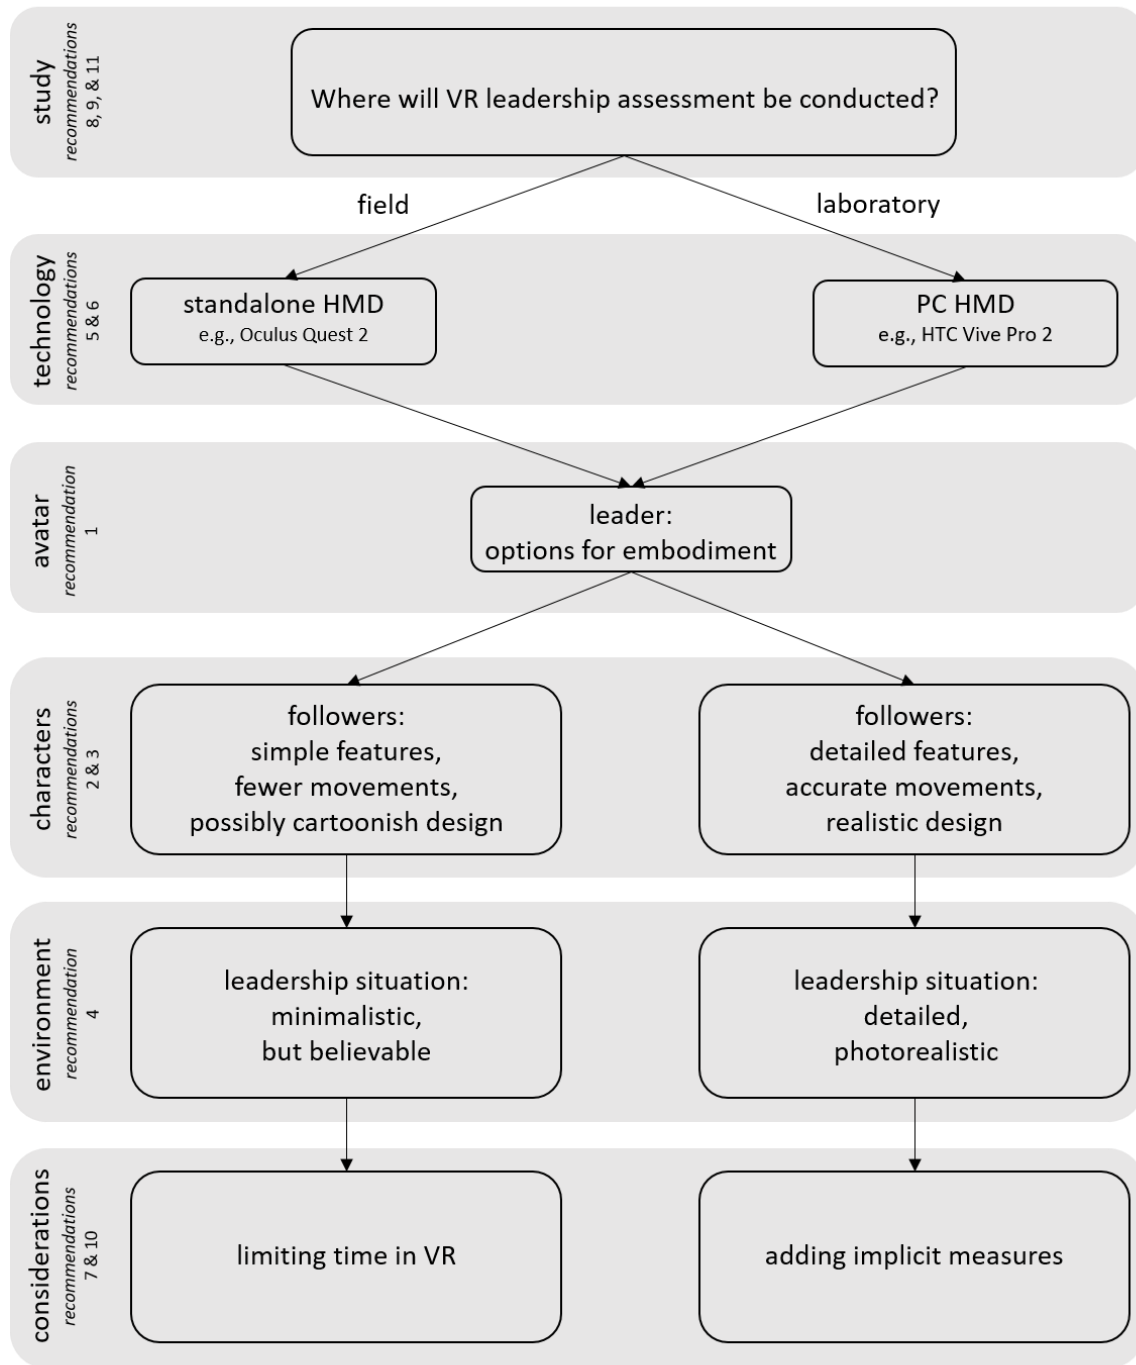 study
recommendations
8, 9, & 11
Where will VR leadership assessment be conducted?
field
laboratory
technology
recommendations
5 & 6
standalone HMD
e.g., Oculus Quest 2
PC HMD
e.g., HTC Vive Pro 2
avatar
recommendation
1
leader:
options for embodiment
characters
recommendations
2 & 3
followers:
simple features,
fewer movements,
possibly cartoonish design
followers:
detailed features,
accurate movements,
realistic design
environment
recommendation
4
leadership situation:
minimalistic,
but believable
leadership situation:
detailed,
photorealistic
considerations
recommendations
7 & 10
limiting time in VR
adding implicit measures